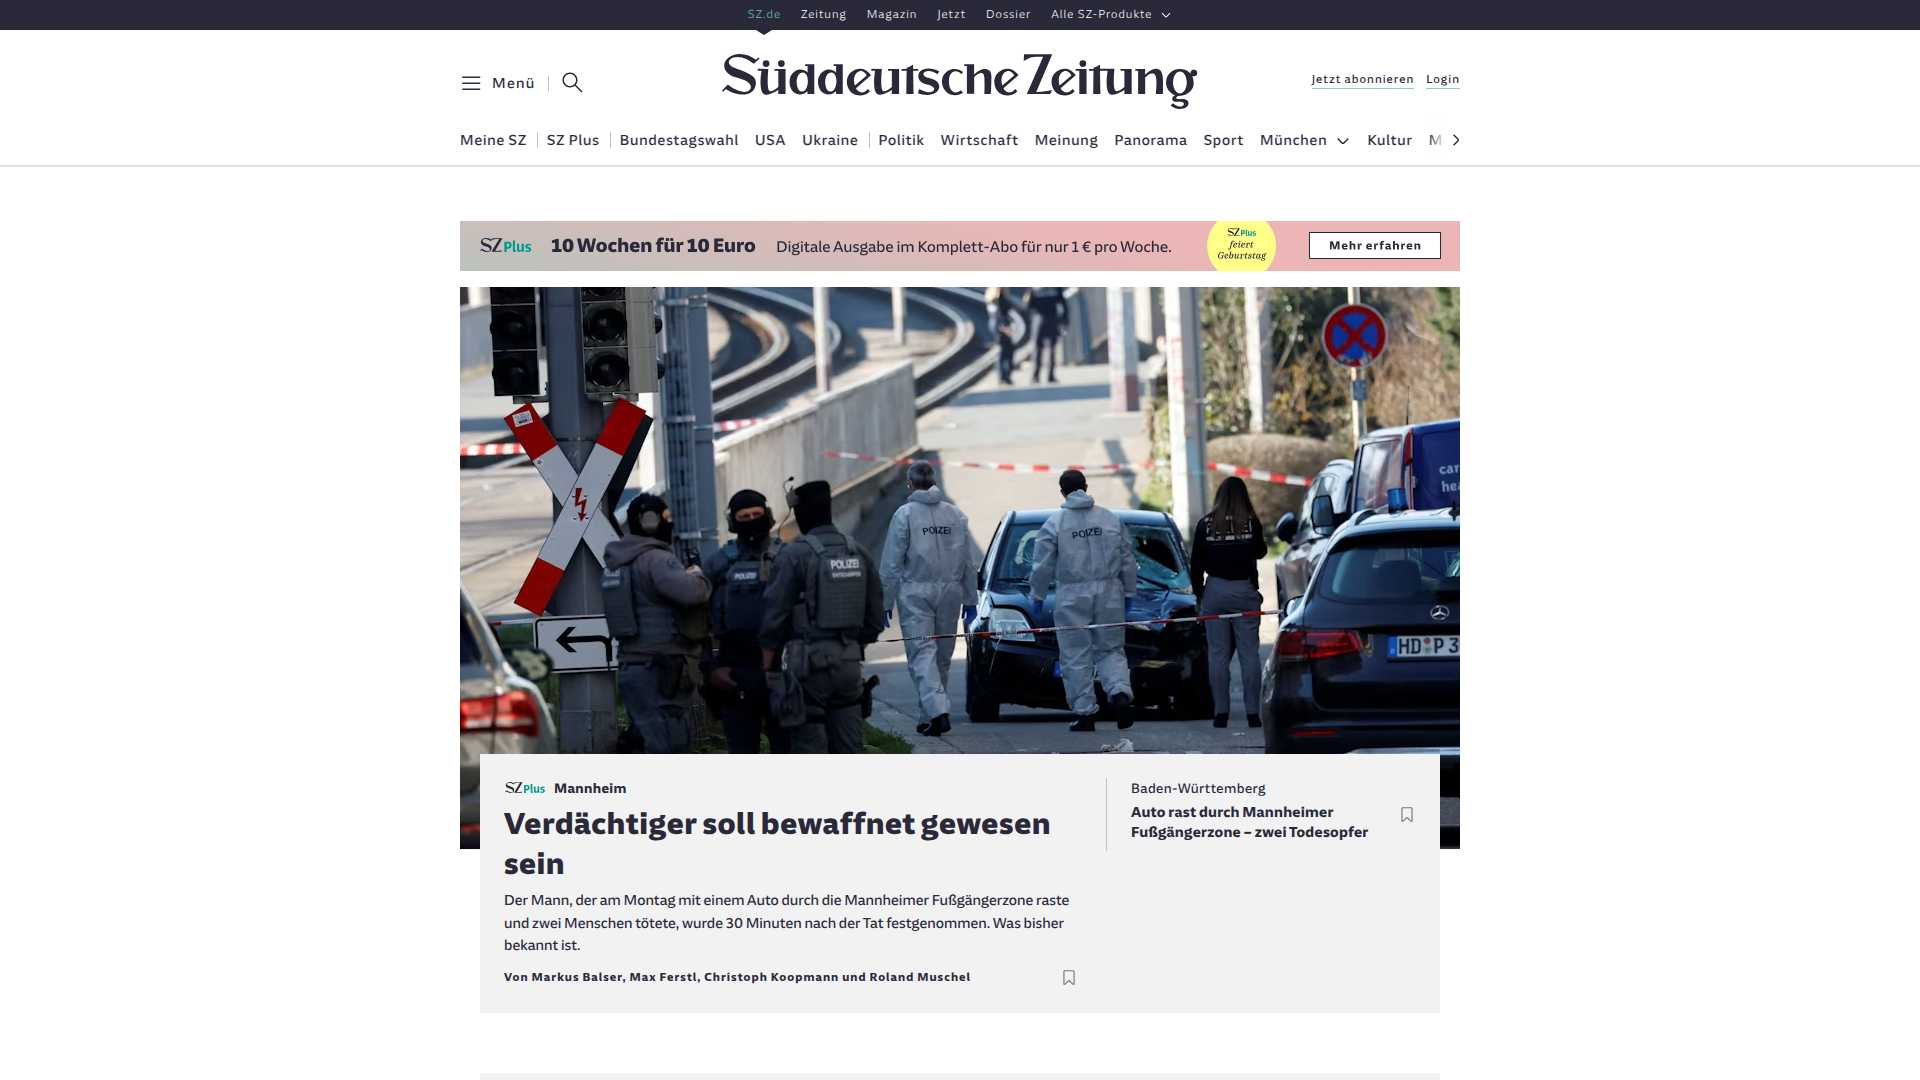 SZ.de Zeitung Magazin Jetzt Dossier Alle SZ-Produkte
Menü
Süddeutsche Zeitung
Jetzt abonnieren Login
Meine SZ SZ Plus Bundestagswahl USA Ukraine Politik Wirtschaft Meinung Panorama Sport München Kultur M
SZ Plus 10 Wochen für 10 Euro Digitale Ausgabe im Komplett-Abo für nur 1 € pro Woche.
SZ Plus
feiert
Geburtstag
Mehr erfahren
POIZEI
POIZEI
POLIZEI
POLIZEI
HD P 3
SZ Plus Mannheim
Verdächtiger soll bewaffnet gewesen
sein
Der Mann, der am Montag mit einem Auto durch die Mannheimer Fußgängerzone raste
und zwei Menschen tötete, wurde 30 Minuten nach der Tat festgenommen. Was bisher
bekannt ist.
Von Markus Balser, Max Ferstl, Christoph Koopmann und Roland Muschel
Baden-Württemberg
Auto rast durch Mannheimer
Fußgängerzone – zwei Todesopfer